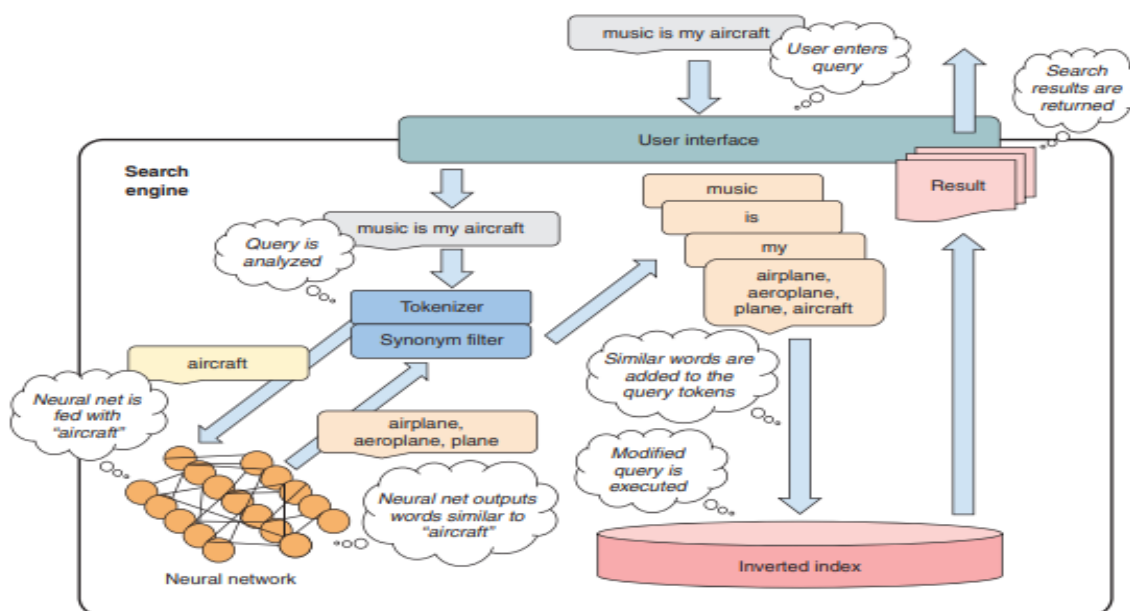 music is my aircraft
User enters
query
Search
results are
returned
User interface
Search
engine
music
is
my
airplane,
aeroplane,
plane, aircraft
Result
music is my aircraft
Query is
analyzed
Tokenizer
Synonym filter
aircraft
Neural net is
fed with
“aircraft”
airplane,
aeroplane, plane
Similar words are
added to the
query tokens
Modified
query is
executed
Neural net outputs
words similar to
“aircraft”
Neural network
Inverted index